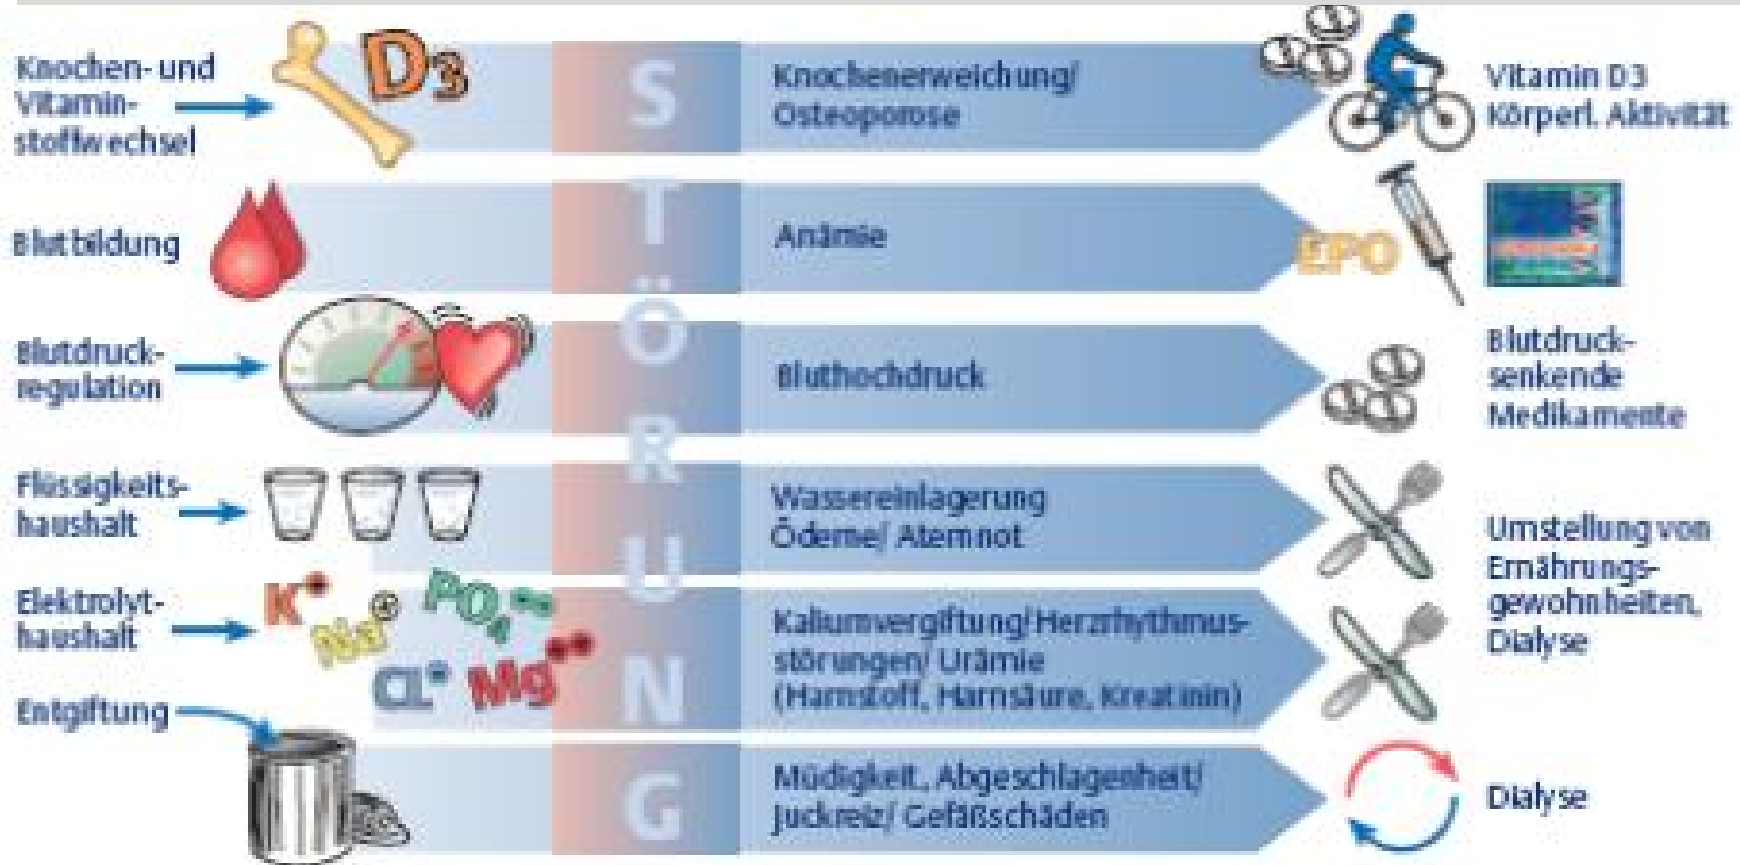 Knochen- und
Vitamin-
stoffwechsel
D3
Knochenerweichung/
Osteoporose
Vitamin D3
Körperl. Aktivität
Blutbildung
Anämie
EPO
Blutdruck-
regulation
Bluthochdruck
Blutdruck-
senkende
Medikamente
Flüssigkeits-
haushalt
Wassereinlagerung
Ödeme/ Atemnot
Umstellung von
Ernährungs-
gewohnheiten,
Dialyse
Elektrolyt-
haushalt
K+
Na+
PO4--
CL-
Mg++
Kaliumvergiftung/Herzrhythmus-
störungen/ Urämie
(Harnstoff, Harnsäure, Kreatinin)
Entgiftung
Müdigkeit, Abgeschlagenheit/
Juckreiz/ Gefäßschäden
Dialyse
S
T
Ö
R
U
N
G